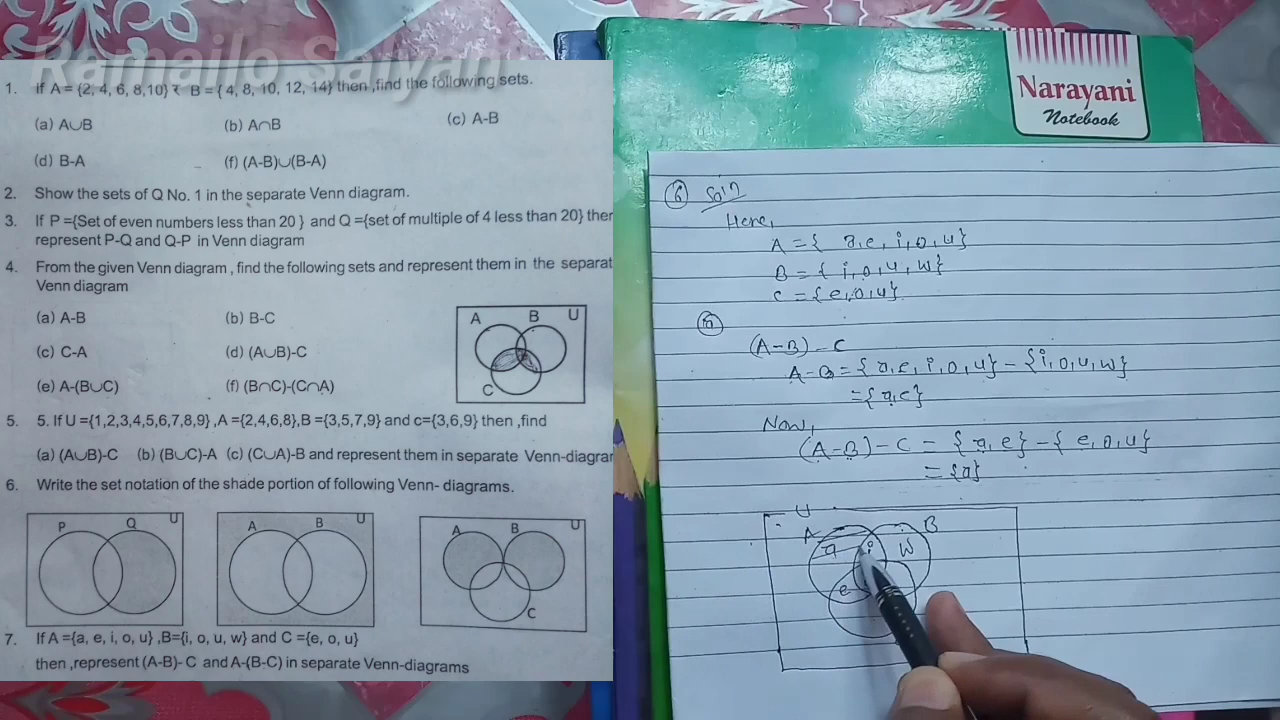 Ramailo Saiyan
1. If A = {2, 4, 6, 8,10} र B = { 4, 8, 10, 12, 14} then ,find the following sets.
(a) A∪B (b) A∩B (c) A-B
(d) B-A (f) (A-B)∪(B-A)
2. Show the sets of Q No. 1 in the separate Venn diagram.
3. If P ={Set of even numbers less than 20 } and Q ={set of multiple of 4 less than 20} then
represent P-Q and Q-P in Venn diagram
4. From the given Venn diagram , find the following sets and represent them in the separat
Venn diagram
(a) A-B (b) B-C
(c) C-A (d) (A∪B)-C
(e) A-(B∪C) (f) (B∩C)-(C∩A)
A B U
C
5. 5. If U ={1,2,3,4,5,6,7,8,9} ,A ={2,4,6,8},B ={3,5,7,9} and c={3,6,9} then ,find
(a) (A∪B)-C (b) (B∪C)-A (c) (C∪A)-B and represent them in separate Venn-diagrar
6. Write the set notation of the shade portion of following Venn- diagrams.
P Q U
A B U
A B U
C
7. If A ={a, e, i, o, u} ,B={i, o, u, w} and C ={e, o, u}
then ,represent (A-B)- C and A-(B-C) in separate Venn-diagrams
Narayani
Notebook
6 Soln
Here,
A = { a, e, i, o, u}
B = { i, o, u, w}
C = {e, o, u}
(A-B) - C
A-B = {a, e, i, o, u} - {i, o, u, w}
= {a, e}
Now,
(A-B) - C = {a, e} - { e, o, u}
= {a}
U
A B
a i w
e